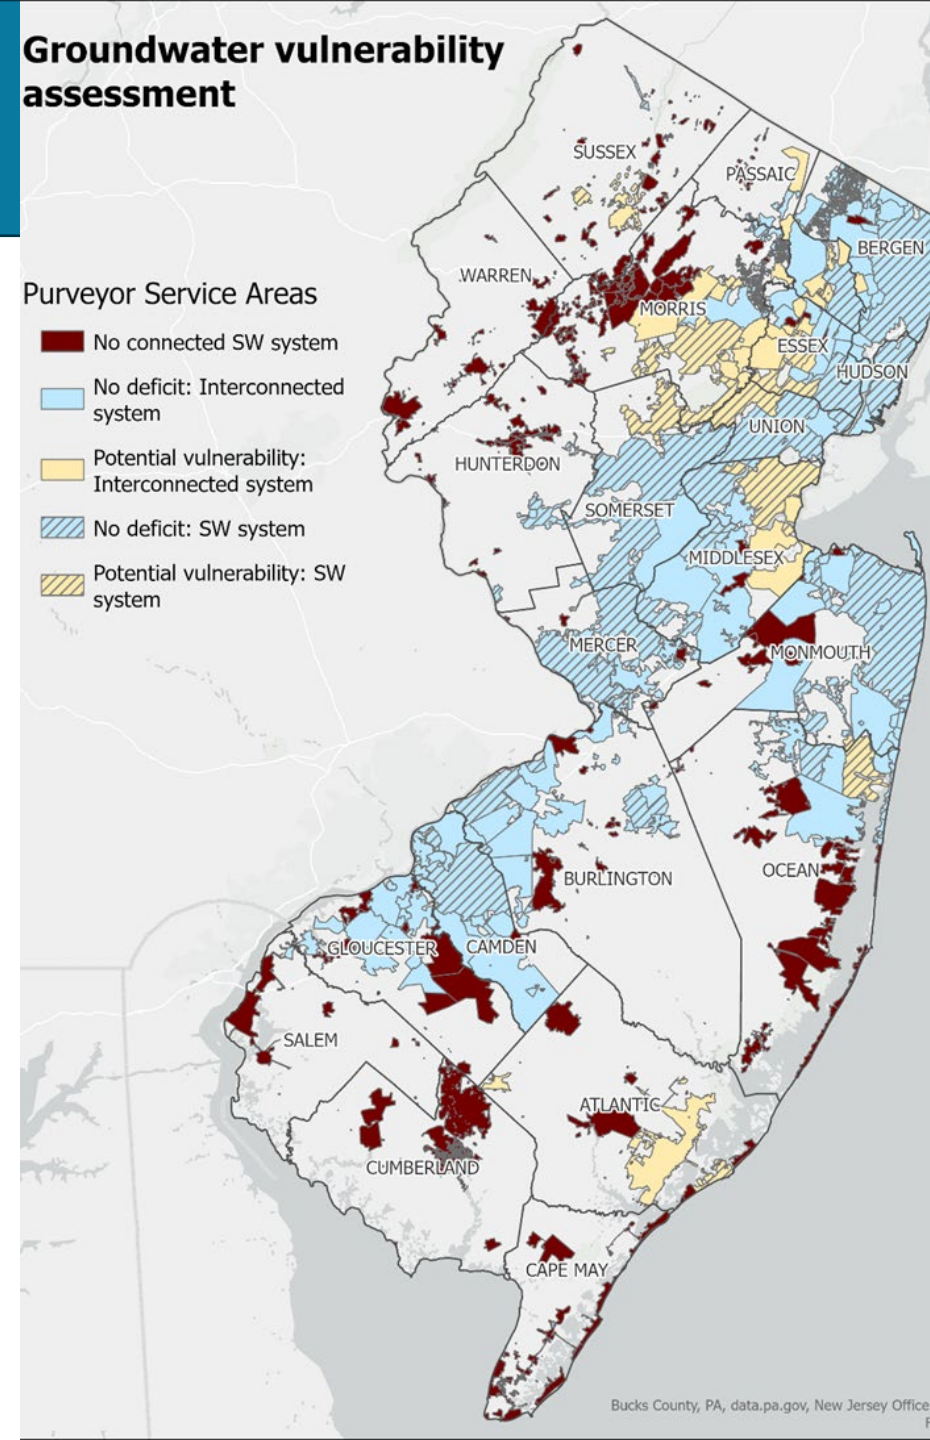 Groundwater vulnerability
assessment
Purveyor Service Areas
No connected SW system
No deficit: Interconnected
system
Potential vulnerability:
Interconnected system
No deficit: SW system
Potential vulnerability: SW
system
SUSSEX
PASSAIC
BERGEN
WARREN
MORRIS
ESSEX
HUDSON
UNION
HUNTERDON
SOMERSET
MIDDLESEX
MERCER
MONMOUTH
OCEAN
BURLINGTON
GLOUCESTER
CAMDEN
SALEM
ATLANTIC
CUMBERLAND
CAPE MAY
Bucks County, PA, data.pa.gov, New Jersey Office